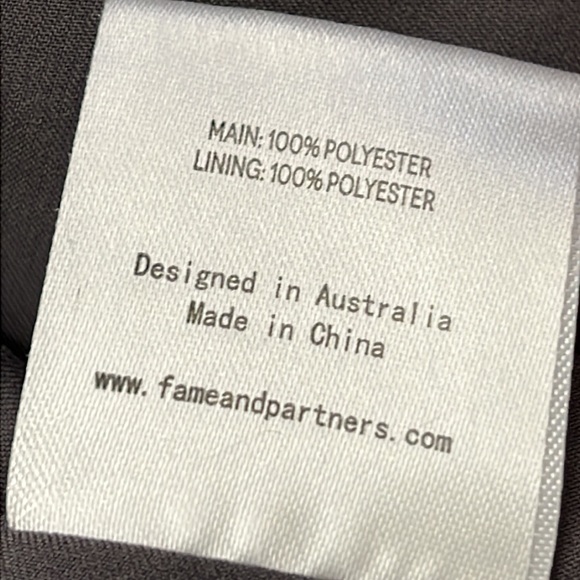 MAIN: 100% POLYESTER
LINING: 100% POLYESTER
Designed in Australia
Made in China
www.fameandpartners.com